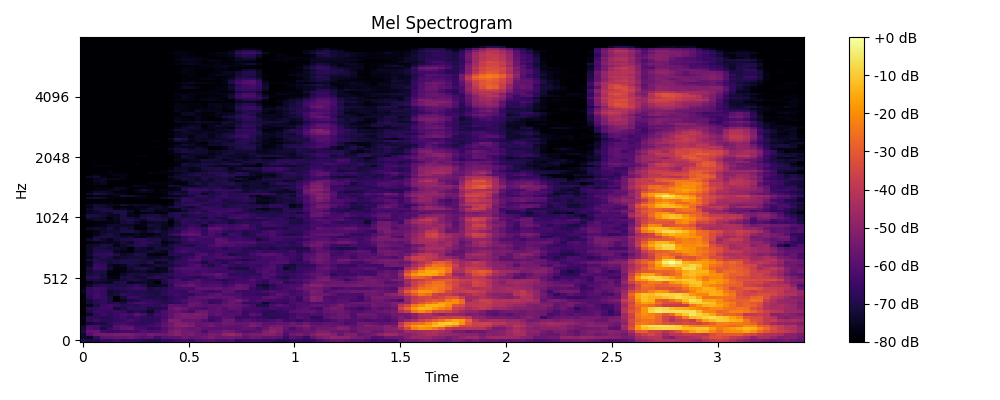 Mel Spectrogram
+0 dB
-10 dB
-20 dB
-30 dB
-40 dB
-50 dB
-60 dB
-70 dB
-80 dB
Hz
4096
2048
1024
512
0
0 0.5 1 1.5 2 2.5 3
Time